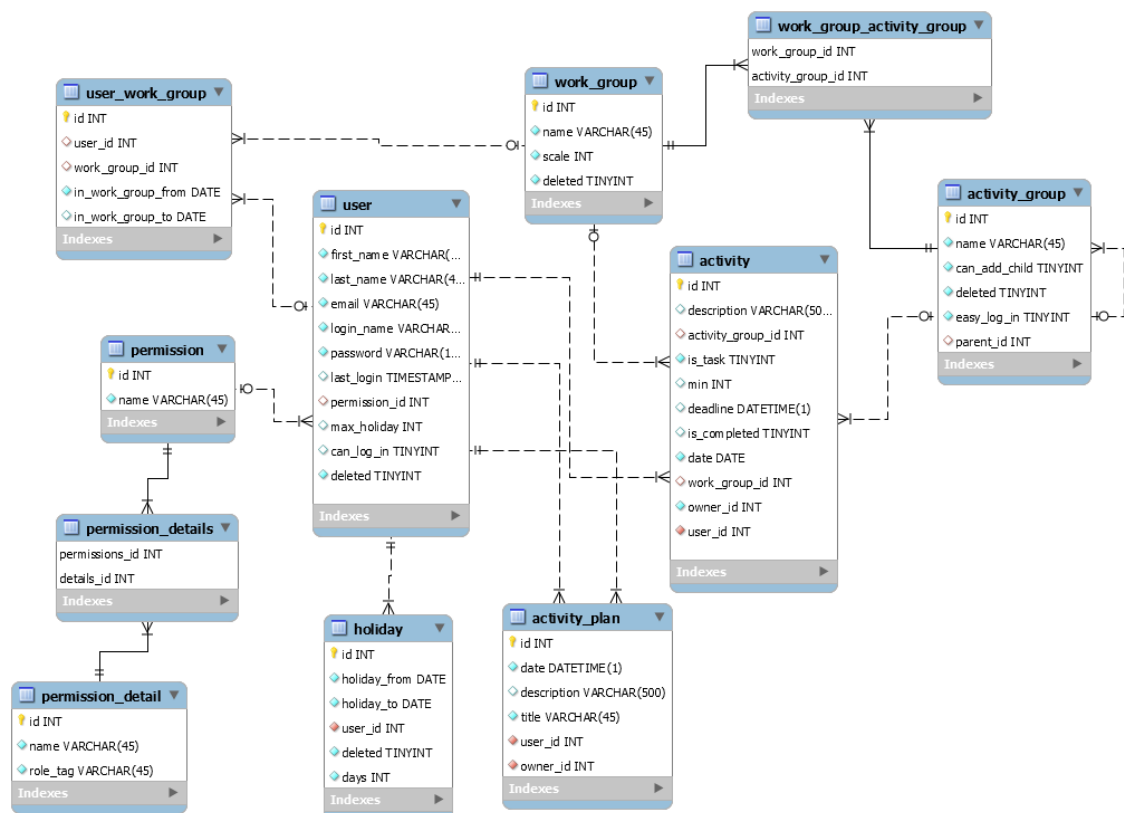 work_group_activity_group
work_group_id INT
activity_group_id INT
Indexes
user_work_group
id INT
user_id INT
work_group_id INT
in_work_group_from DATE
in_work_group_to DATE
Indexes
work_group
id INT
name VARCHAR(45)
scale INT
deleted TINYINT
Indexes
activity_group
id INT
name VARCHAR(45)
can_add_child TINYINT
deleted TINYINT
easy_log_in TINYINT
parent_id INT
Indexes
user
id INT
first_name VARCHAR(...
last_name VARCHAR(4...
email VARCHAR(45)
login_name VARCHAR...
password VARCHAR(1...
last_login TIMESTAMP...
permission_id INT
max_holiday INT
can_log_in TINYINT
deleted TINYINT
Indexes
activity
id INT
description VARCHAR(50...
activity_group_id INT
is_task TINYINT
min INT
deadline DATETIME(1)
is_completed TINYINT
date DATE
work_group_id INT
owner_id INT
user_id INT
Indexes
permission
id INT
name VARCHAR(45)
Indexes
permission_details
permissions_id INT
details_id INT
Indexes
permission_detail
id INT
name VARCHAR(45)
role_tag VARCHAR(45)
Indexes
holiday
id INT
holiday_from DATE
holiday_to DATE
user_id INT
deleted TINYINT
days INT
Indexes
activity_plan
id INT
date DATETIME(1)
description VARCHAR(500)
title VARCHAR(45)
user_id INT
owner_id INT
Indexes